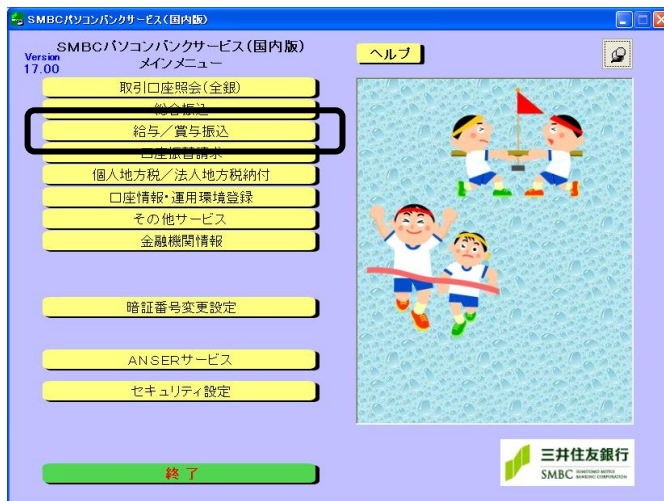 SMBCパソコンバンクサービス(国内版)
SMBCパソコンバンクサービス(国内版)
Version
17.00
メインメニュー
ヘルプ
取引口座照会(全銀)
総合振込
給与/賞与振込
口座振替請求
個人地方税/法人地方税納付
口座情報・運用環境登録
その他サービス
金融機関情報
暗証番号変更設定
ANSERサービス
セキュリティ設定
終了
三井住友銀行
SMBC SUMITOMO MITSUI
BANKING CORPORATION